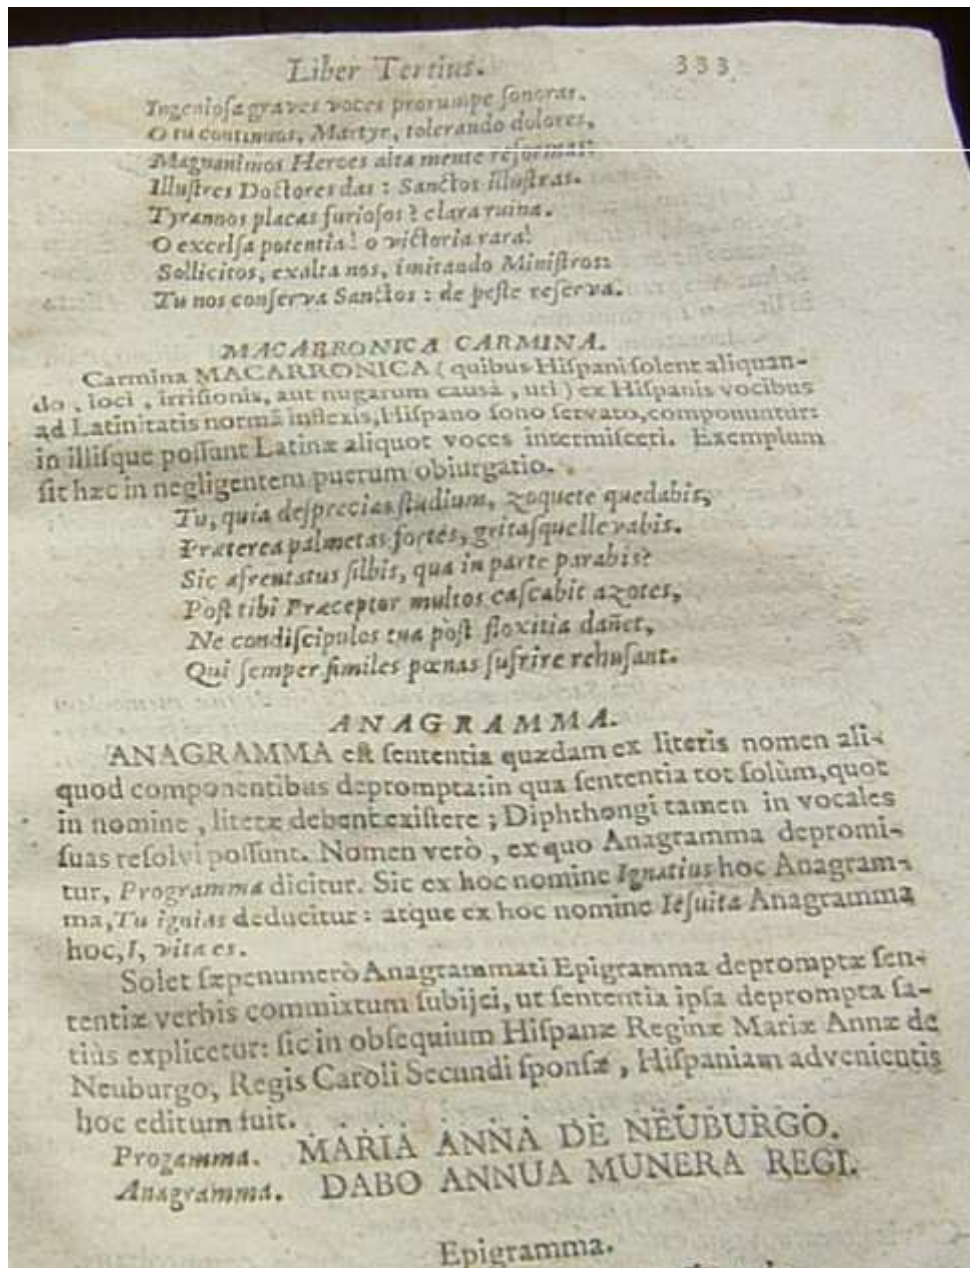 Liber Tertius. 333.
Ingeniosa graves voces prorumpe sonoras.
O tu continuos, Martyr, tolerando dolores,
Magnanimos Heroes alta mente reformas:
Illustres Doctores das : Sanctos illustras.
Tyrannos placas furiosos ? clara ruina.
O excelsa potentia! o victoria rara!
Sollicitos, exalta nos, imitando Ministros:
Tu nos conserva Sanctos : de peste reserva.
MACARRONICA CARMINA.
Carmina MACARRONICA ( quibus Hispani solent aliquan-
do , loci , irrisionis, aut nugarum causâ , uti ) ex Hispanis vocibus
ad Latinitatis normã inflexis, Hispano sono servato, componuntur:
in illisque possunt Latinæ aliquot voces intermisceri. Exemplum
sit hæc in negligentem puerum obiurgatio.
Tu, quia desprecias studium, zoquete quedabis,
Præterea palmetas fortes, gritasque llevabis.
Sic afrentatus silbis, qua in parte parabis?
Post tibi Præceptor multos cascabit azotes,
Ne condiscipulos tua post floxitia dañet,
Qui semper similes pœnas sufrire rehusant.
ANAGRAMMA.
ANAGRAMMA est sententia quædam ex literis nomen ali-
quod componentibus deprompta: in qua sententia tot solùm, quot
in nomine , literæ debent existere ; Diphthongi tamen in vocales
suas resolvi possunt. Nomen verò , ex quo Anagramma depromi-
tur, Programma dicitur. Sic ex hoc nomine Ignatius hoc Anagram-
ma, Tu ignias deducitur : atque ex hoc nomine Iesuita Anagramma
hoc, I, vita es.
Solet sæpenumerò Anagrammati Epigramma depromptæ sen-
tentiæ verbis commixtum subijci, ut sententia ipsa deprompta sa-
tiùs explicetur: sic in obsequium Hispanæ Reginæ Mariæ Annæ de
Neuburgo, Regis Caroli Secundi sponsæ , Hispaniam advenientis
hoc editum fuit.
Progamma. MARIA ANNA DE NEUBURGO.
Anagramma. DABO ANNUA MUNERA REGI.
Epigramma.